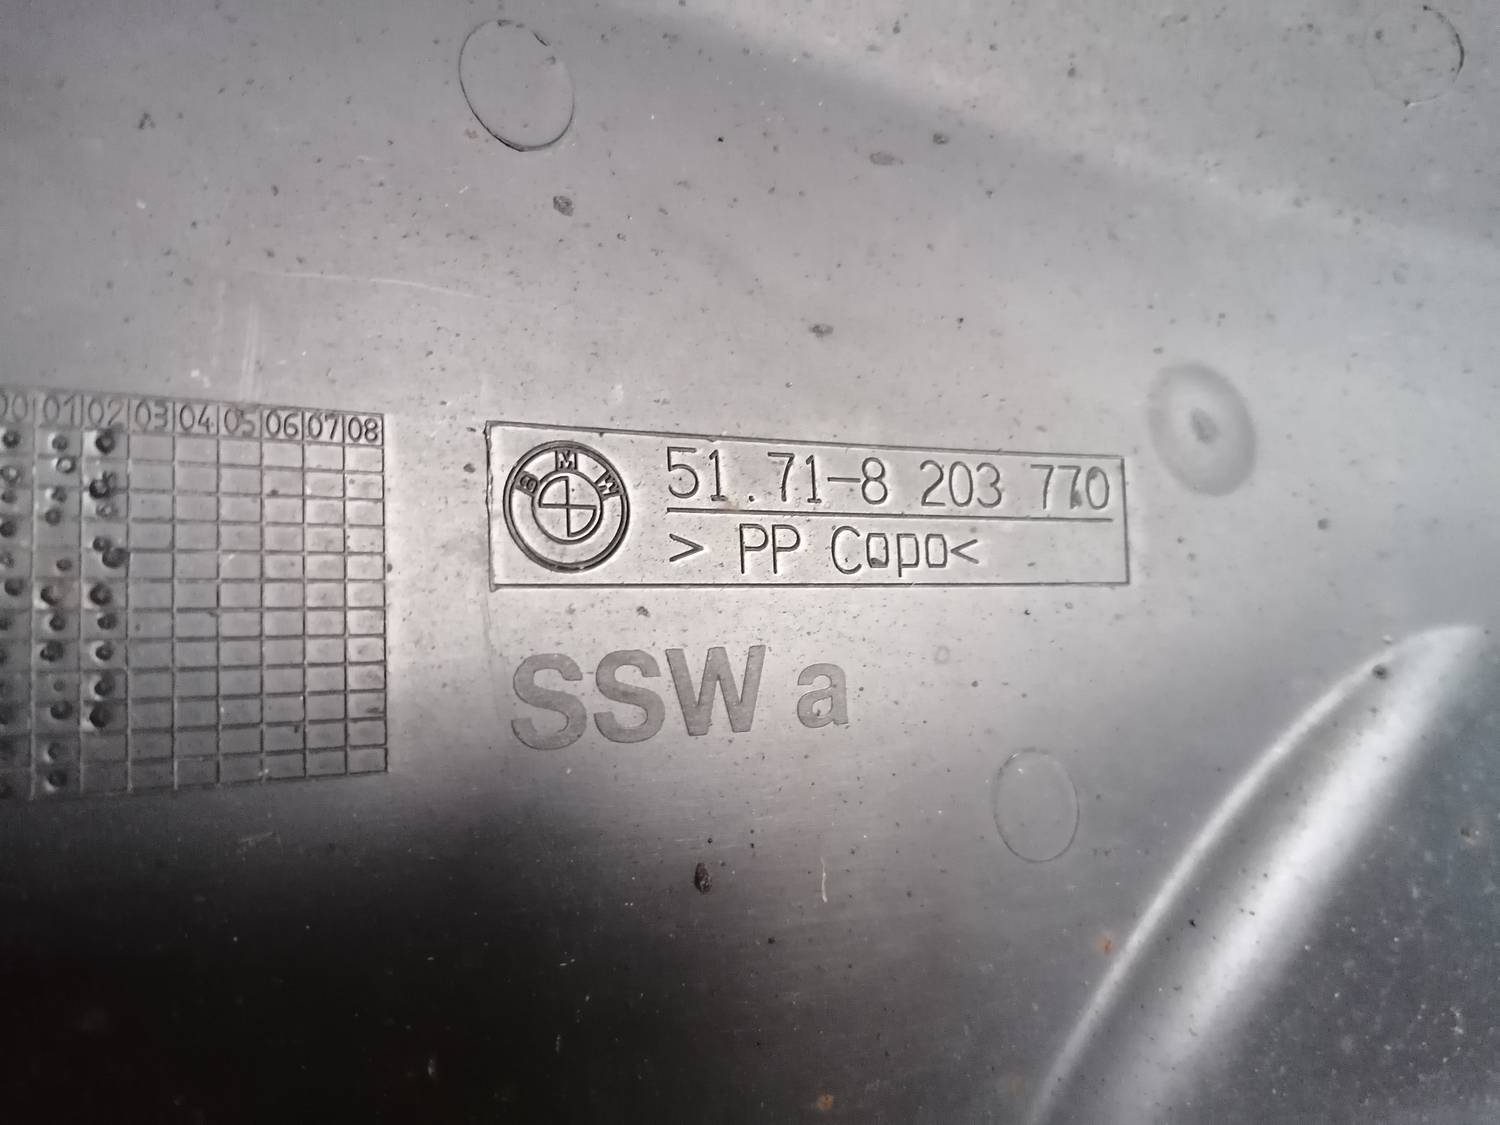 00 01 02 03 04 05 06 07 08
BMW
51.71-8 203 770
> PP Copo<
SSW a